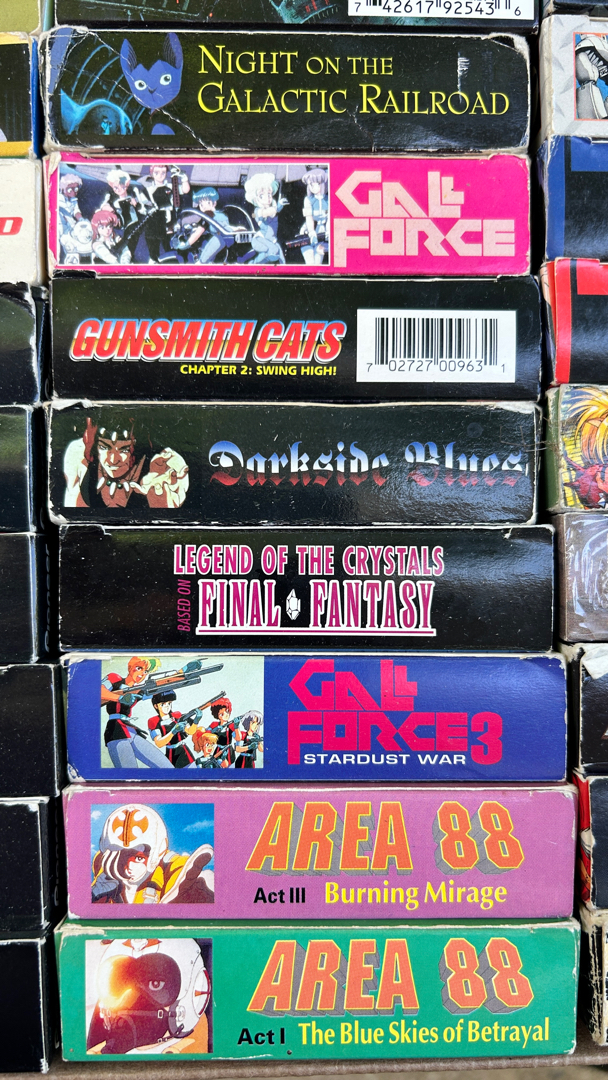 7 42617 92543 6
NIGHT ON THE
GALACTIC RAILROAD
GALL
FORCE
GUNSMITH CATS
CHAPTER 2: SWING HIGH!
7 02727 00963 1
Darkside Blues
LEGEND OF THE CRYSTALS
BASED ON
FINAL FANTASY
GALL
FORCE 3
STARDUST WAR
AREA 88
Act III Burning Mirage
AREA 88
Act I The Blue Skies of Betrayal